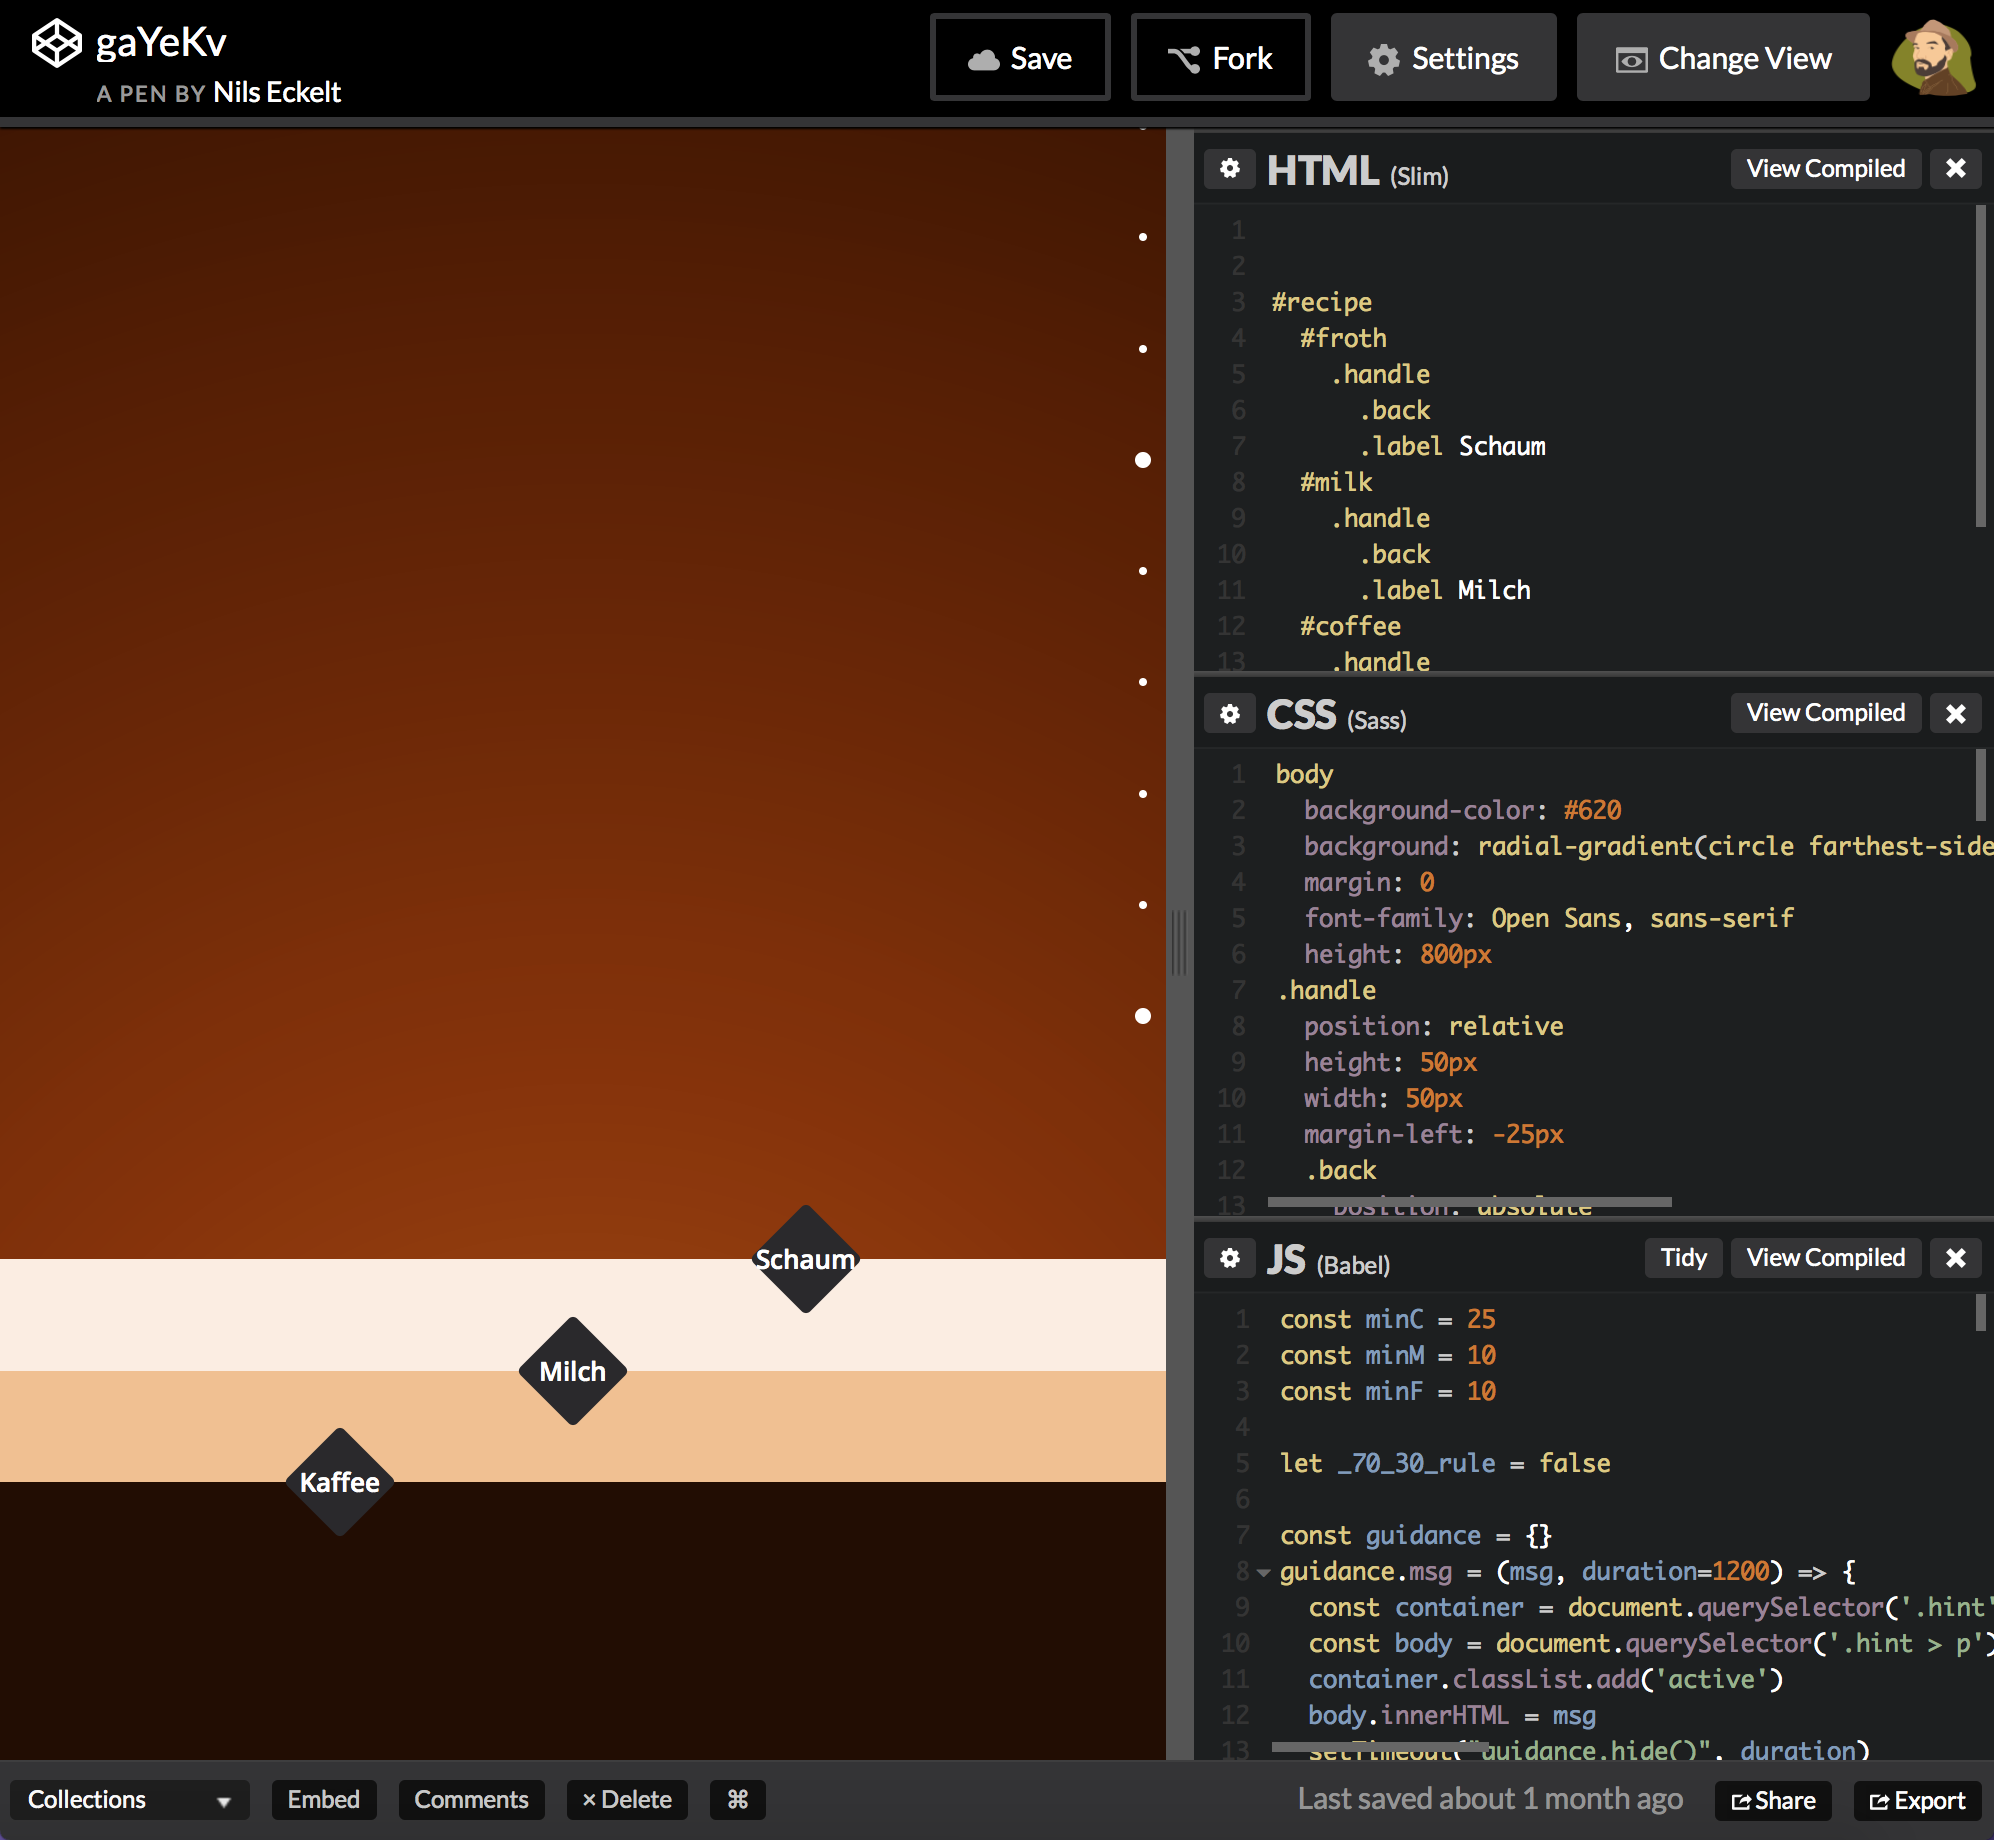 gaYeKv
A PEN BY Nils Eckelt
Save
Fork
Settings
Change View
Schaum
Milch
Kaffee
HTML (Slim)
View Compiled
1
2
3 #recipe
4 #froth
5 .handle
6 .back
7 .label Schaum
8 #milk
9 .handle
10 .back
11 .label Milch
12 #coffee
13 .handle
CSS (Sass)
View Compiled
1 body
2 background-color: #620
3 background: radial-gradient(circle farthest-side
4 margin: 0
5 font-family: Open Sans, sans-serif
6 height: 800px
7 .handle
8 position: relative
9 height: 50px
10 width: 50px
11 margin-left: -25px
12 .back
13 position: absolute
JS (Babel)
Tidy
View Compiled
1 const minC = 25
2 const minM = 10
3 const minF = 10
4
5 let _70_30_rule = false
6
7 const guidance = {}
8 guidance.msg = (msg, duration=1200) => {
9 const container = document.querySelector('.hint'
10 const body = document.querySelector('.hint > p')
11 container.classList.add('active')
12 body.innerHTML = msg
13 setTimeout("guidance.hide()", duration)
Collections
Embed
Comments
× Delete
⌘
Last saved about 1 month ago
Share
Export